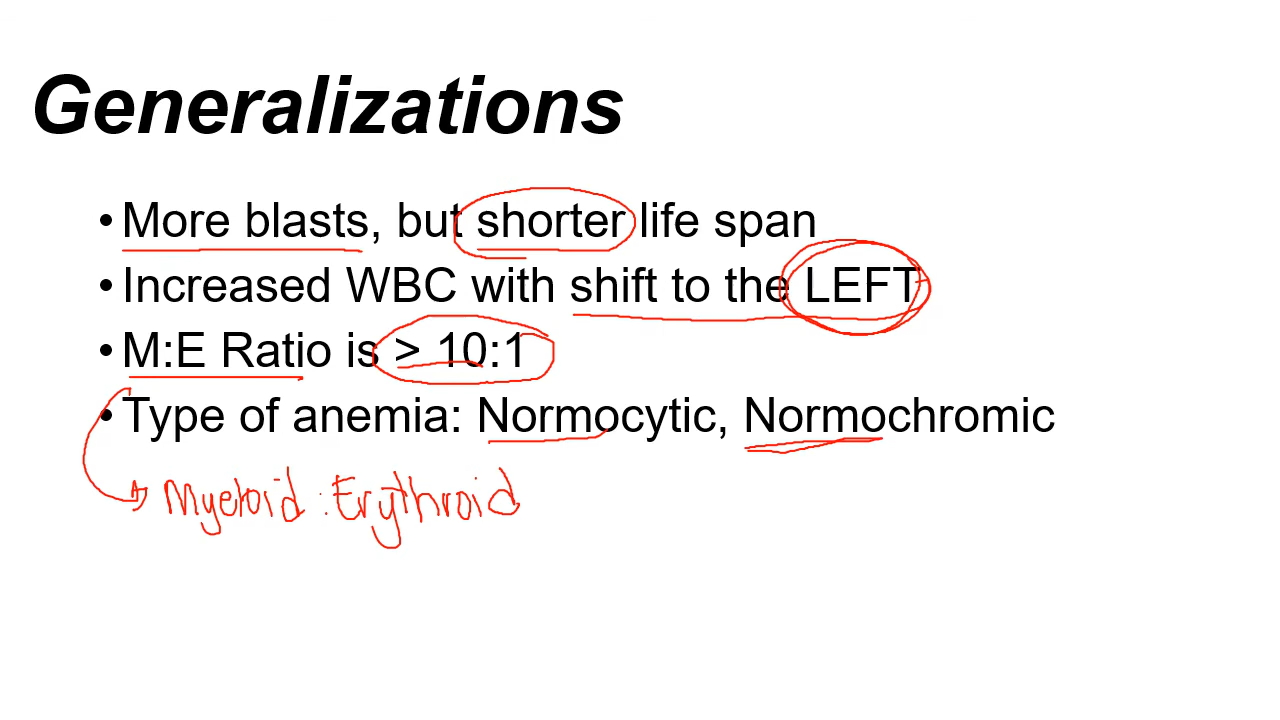 Generalizations
• More blasts, but shorter life span
• Increased WBC with shift to the LEFT
• M:E Ratio is > 10:1
• Type of anemia: Normocytic, Normochromic
Myeloid : Erythroid